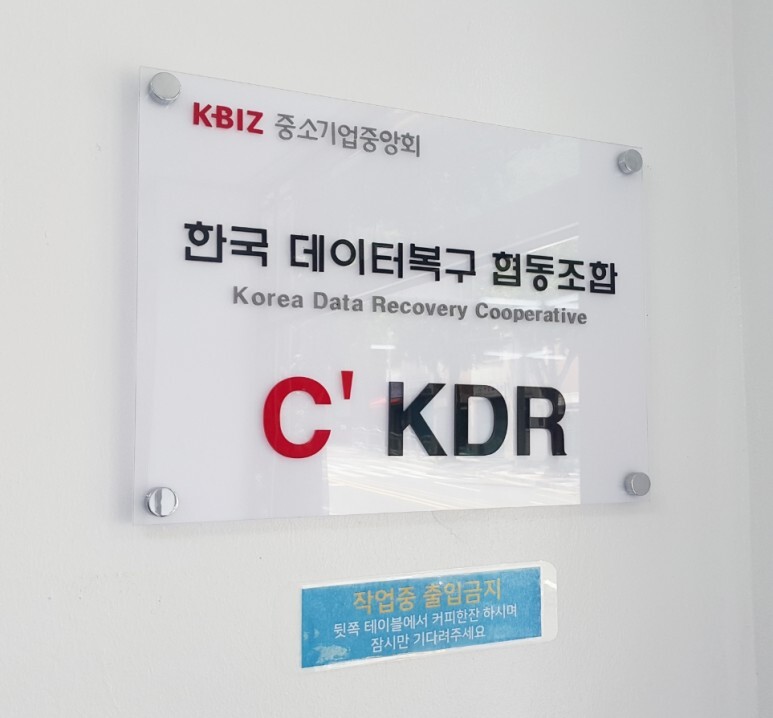 K-BIZ 중소기업중앙회
한국 데이터복구 협동조합
Korea Data Recovery Cooperative
C' KDR
작업중 출입금지
뒷쪽 테이블에서 커피한잔 하시며
잠시만 기다려주세요